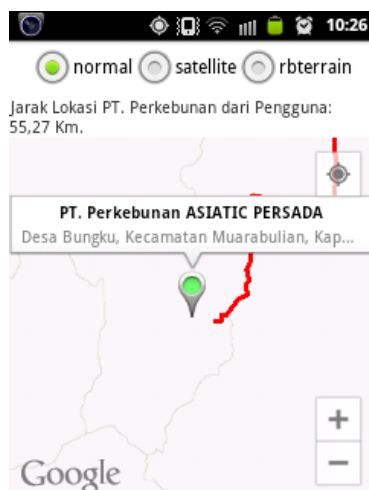 10:26
normal satellite rbterrain
Jarak Lokasi PT. Perkebunan dari Pengguna:
55,27 Km.
PT. Perkebunan ASIATIC PERSADA
Desa Bungku, Kecamatan Muarabulian, Kap...
+
−
Google